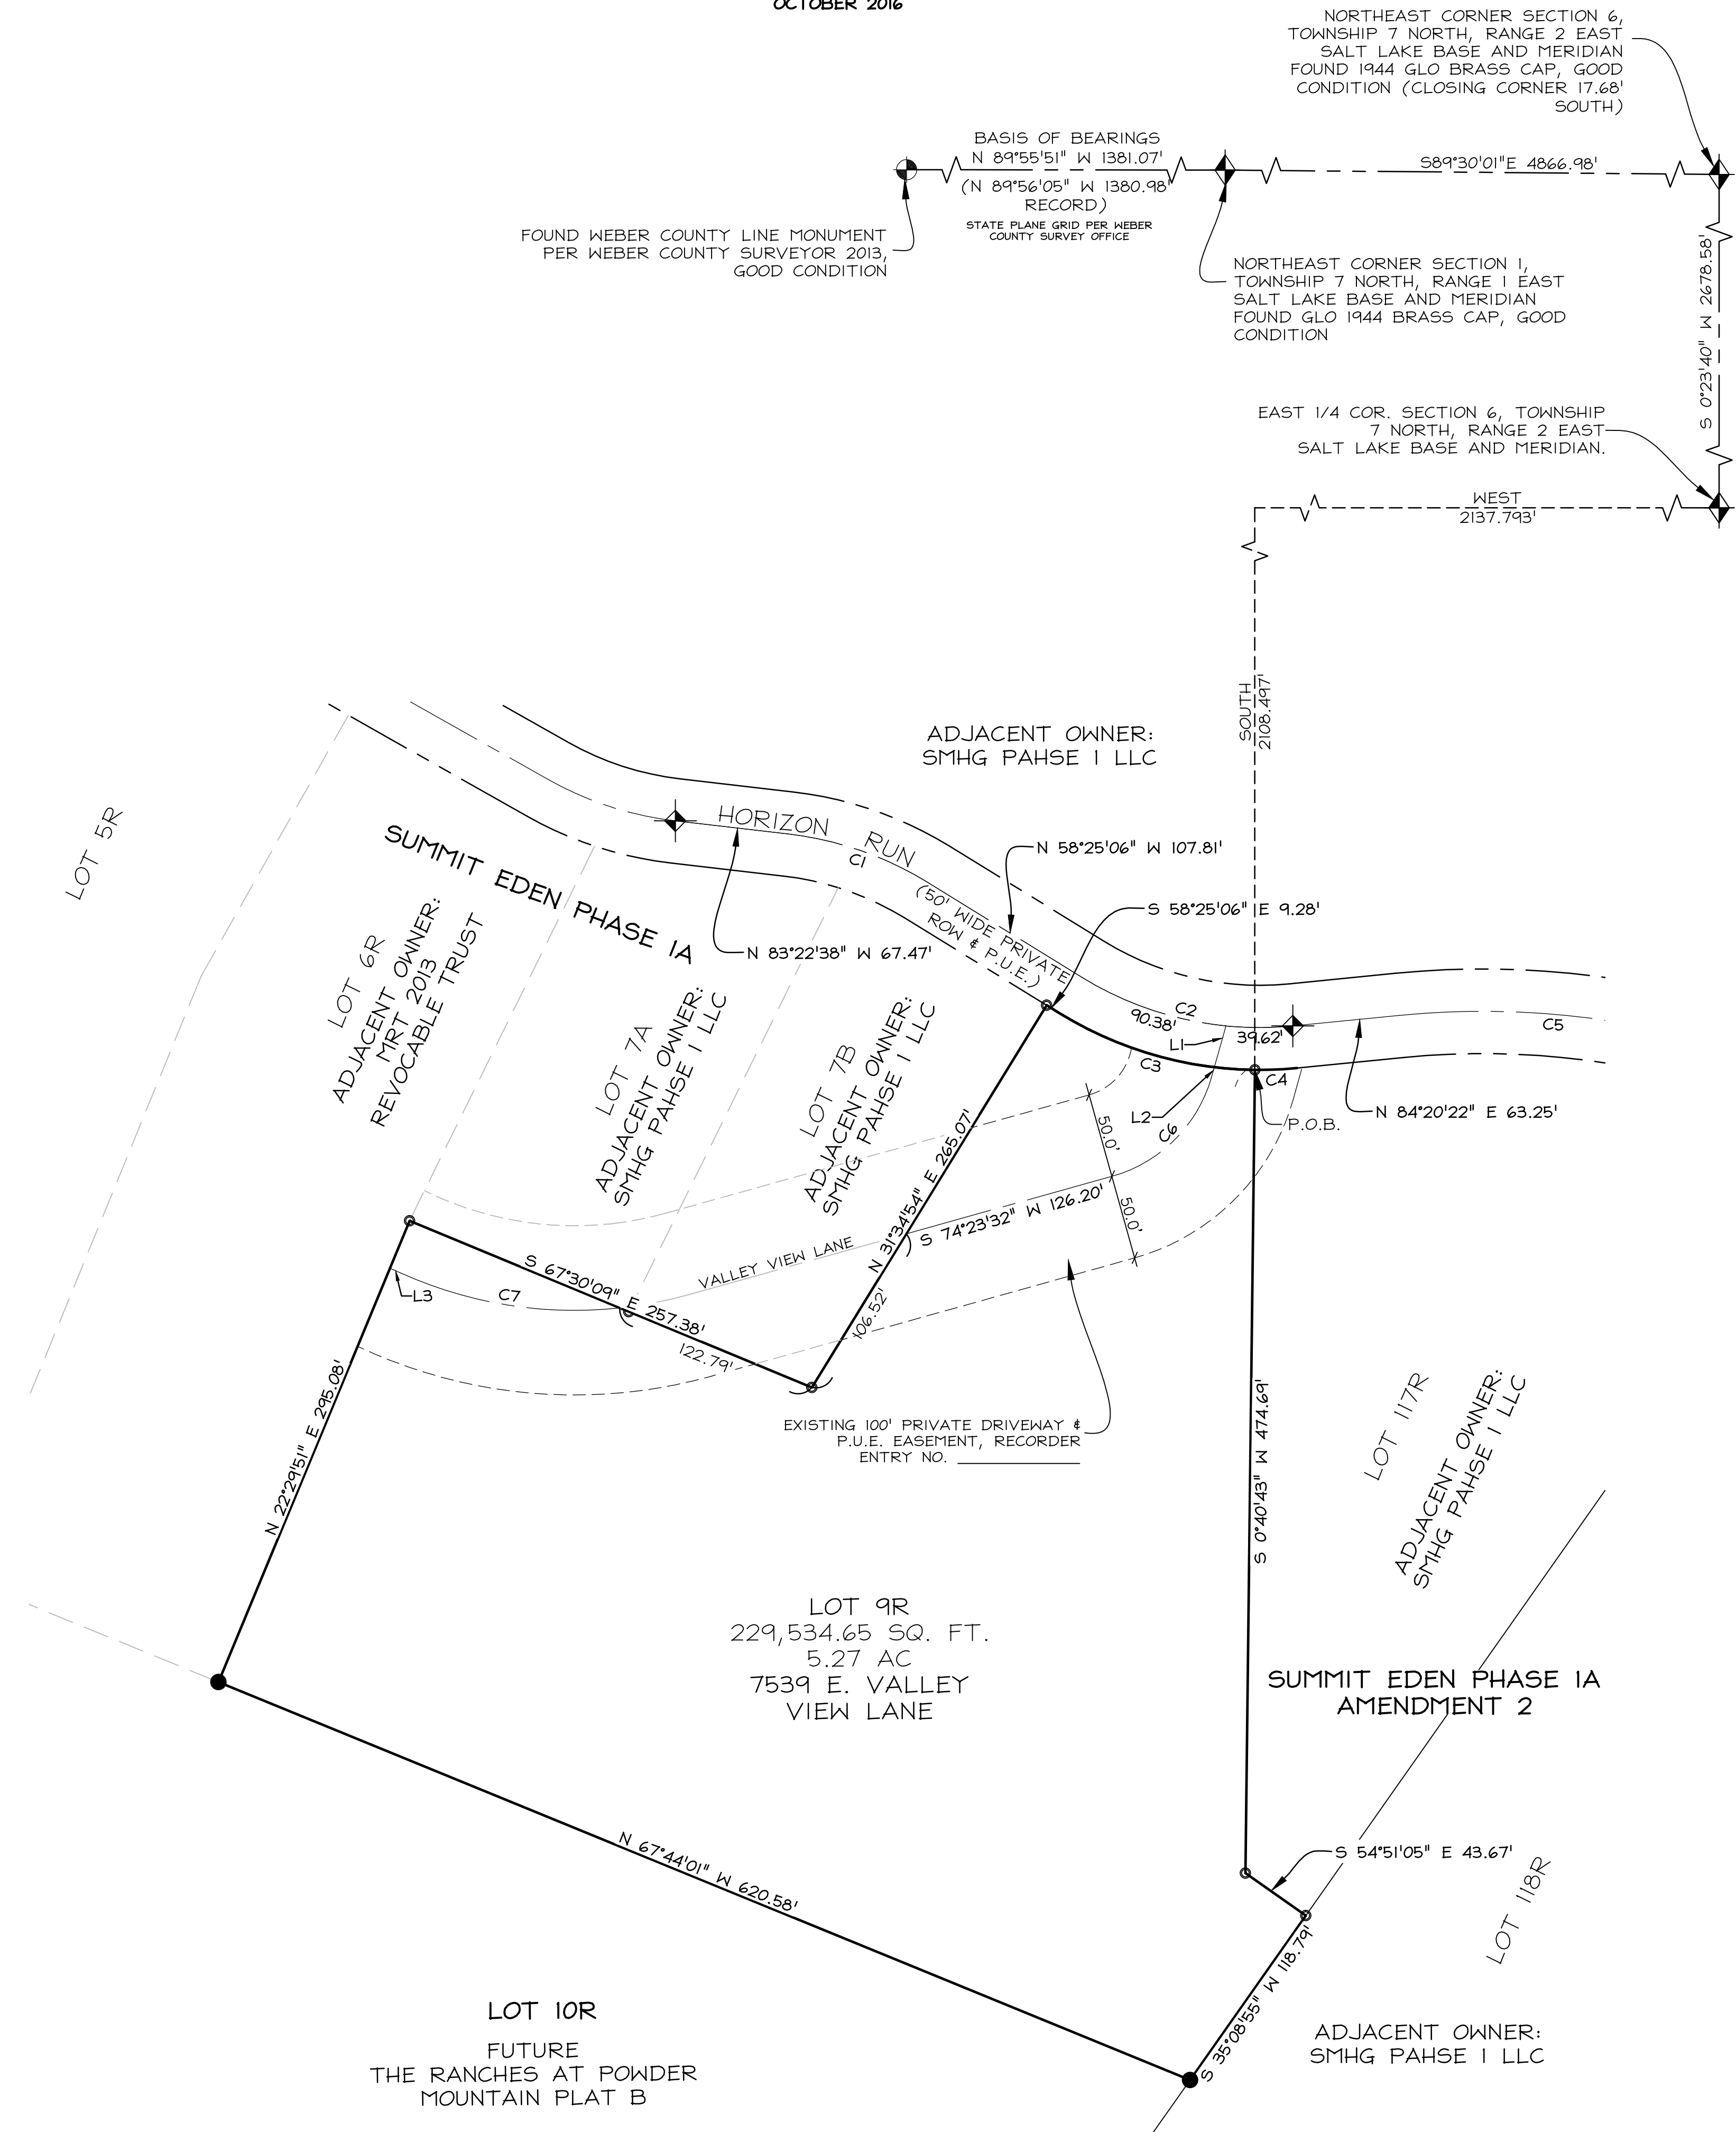 OCTOBER 2016
NORTHEAST CORNER SECTION 6,
TOWNSHIP 7 NORTH, RANGE 2 EAST
SALT LAKE BASE AND MERIDIAN
FOUND 1944 GLO BRASS CAP, GOOD
CONDITION (CLOSING CORNER 17.68'
SOUTH)
BASIS OF BEARINGS
N 89°55'51" W 1381.07'
(N 89°56'05" W 1380.98'
RECORD)
STATE PLANE GRID PER WEBER
COUNTY SURVEY OFFICE
S89°30'01"E 4866.98'
FOUND WEBER COUNTY LINE MONUMENT
PER WEBER COUNTY SURVEYOR 2013,
GOOD CONDITION
NORTHEAST CORNER SECTION 1,
TOWNSHIP 7 NORTH, RANGE 1 EAST
SALT LAKE BASE AND MERIDIAN
FOUND GLO 1944 BRASS CAP, GOOD
CONDITION
S 0°23'40" W 2678.58'
EAST 1/4 COR. SECTION 6, TOWNSHIP
7 NORTH, RANGE 2 EAST
SALT LAKE BASE AND MERIDIAN.
WEST
2137.793'
SOUTH
2108.497'
ADJACENT OWNER:
SMHG PAHSE 1 LLC
LOT 5R
SUMMIT EDEN PHASE 1A
HORIZON RUN
C1
(50' WIDE PRIVATE
ROW & P.U.E.)
N 58°25'06" W 107.81'
S 58°25'06" E 9.28'
N 83°22'38" W 67.47'
LOT 6R
ADJACENT OWNER:
MRT 2013
REVOCABLE TRUST
LOT 7A
ADJACENT OWNER:
SMHG PAHSE 1 LLC
LOT 7B
ADJACENT OWNER:
SMHG PAHSE 1 LLC
C2
90.38'
L1
39.62'
C5
C3
C4
N 84°20'22" E 63.25'
L2
P.O.B.
C6
50.0'
50.0'
N 31°34'54" E 265.07'
106.52'
S 74°23'32" W 126.20'
VALLEY VIEW LANE
S 67°30'09" E 257.38'
122.79'
L3
C7
N 22°29'51" E 295.08'
EXISTING 100' PRIVATE DRIVEWAY &
P.U.E. EASEMENT, RECORDER
ENTRY NO.
S 0°40'43" W 474.69'
LOT 117R
ADJACENT OWNER:
SMHG PAHSE 1 LLC
LOT 9R
229,534.65 SQ. FT.
5.27 AC
7539 E. VALLEY
VIEW LANE
SUMMIT EDEN PHASE 1A
AMENDMENT 2
N 67°44'01" W 620.58'
S 54°51'05" E 43.67'
LOT 118R
S 35°08'55" W 118.79'
LOT 10R
FUTURE
THE RANCHES AT POWDER
MOUNTAIN PLAT B
ADJACENT OWNER:
SMHG PAHSE 1 LLC